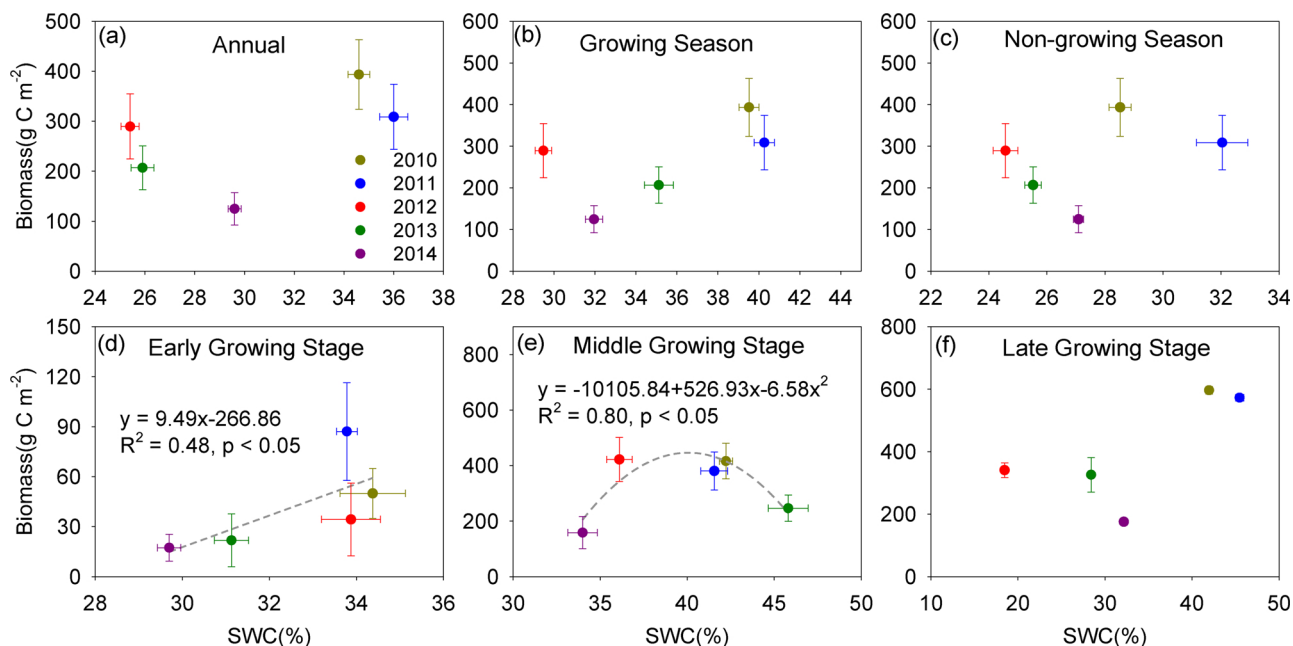 (a) Annual
Biomass(g C m⁻²)
500
400
300
200
100
0
24 26 28 30 32 34 36 38
2010
2011
2012
2013
2014
(b) Growing Season
600
500
400
300
200
100
0
28 30 32 34 36 38 40 42 44
(c) Non-growing Season
600
500
400
300
200
100
0
22 24 26 28 30 32 34
(d) Early Growing Stage
y = 9.49x-266.86
R² = 0.48, p < 0.05
Biomass(g C m⁻²)
150
120
90
60
30
0
28 30 32 34 36
SWC(%)
(e) Middle Growing Stage
y = -10105.84+526.93x-6.58x²
R² = 0.80, p < 0.05
800
600
400
200
0
30 35 40 45 50
SWC(%)
(f) Late Growing Stage
800
600
400
200
0
10 20 30 40 50
SWC(%)